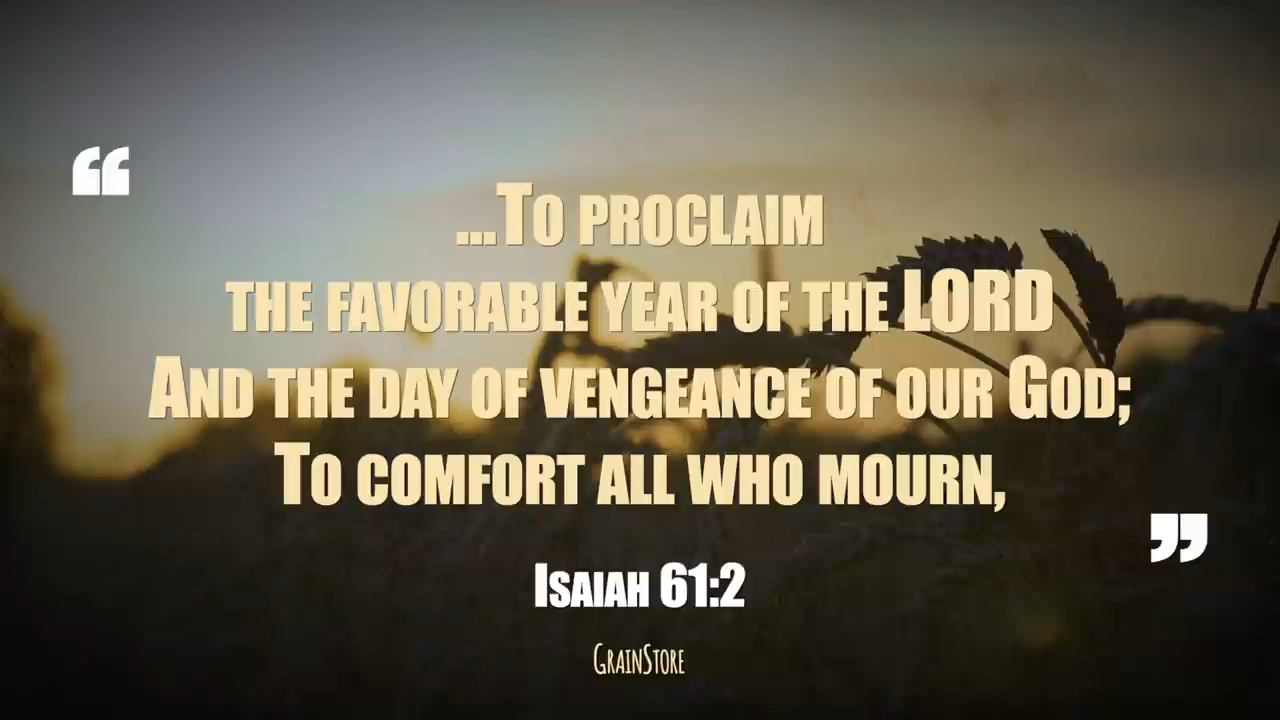 “
...To proclaim
the favorable year of the LORD
And the day of vengeance of our God;
To comfort all who mourn,
”
Isaiah 61:2
GrainStore